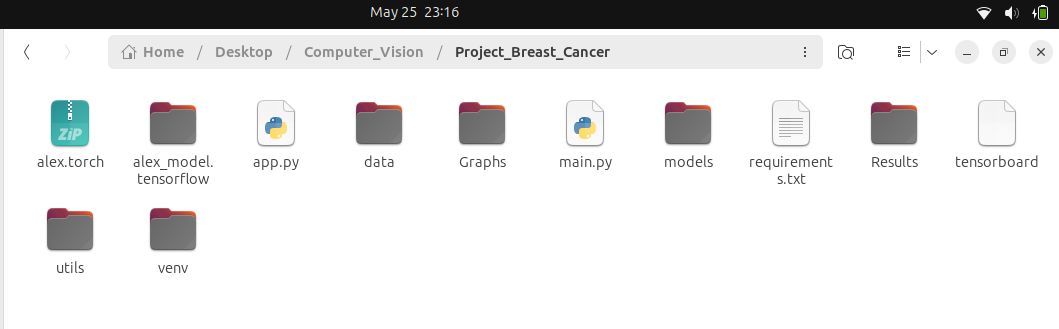 May 25 23:16
Home / Desktop / Computer_Vision / Project_Breast_Cancer
ZiP
alex.torch
alex_model.
tensorflow
app.py
data
Graphs
main.py
models
requirement
s.txt
Results
tensorboard
utils
venv